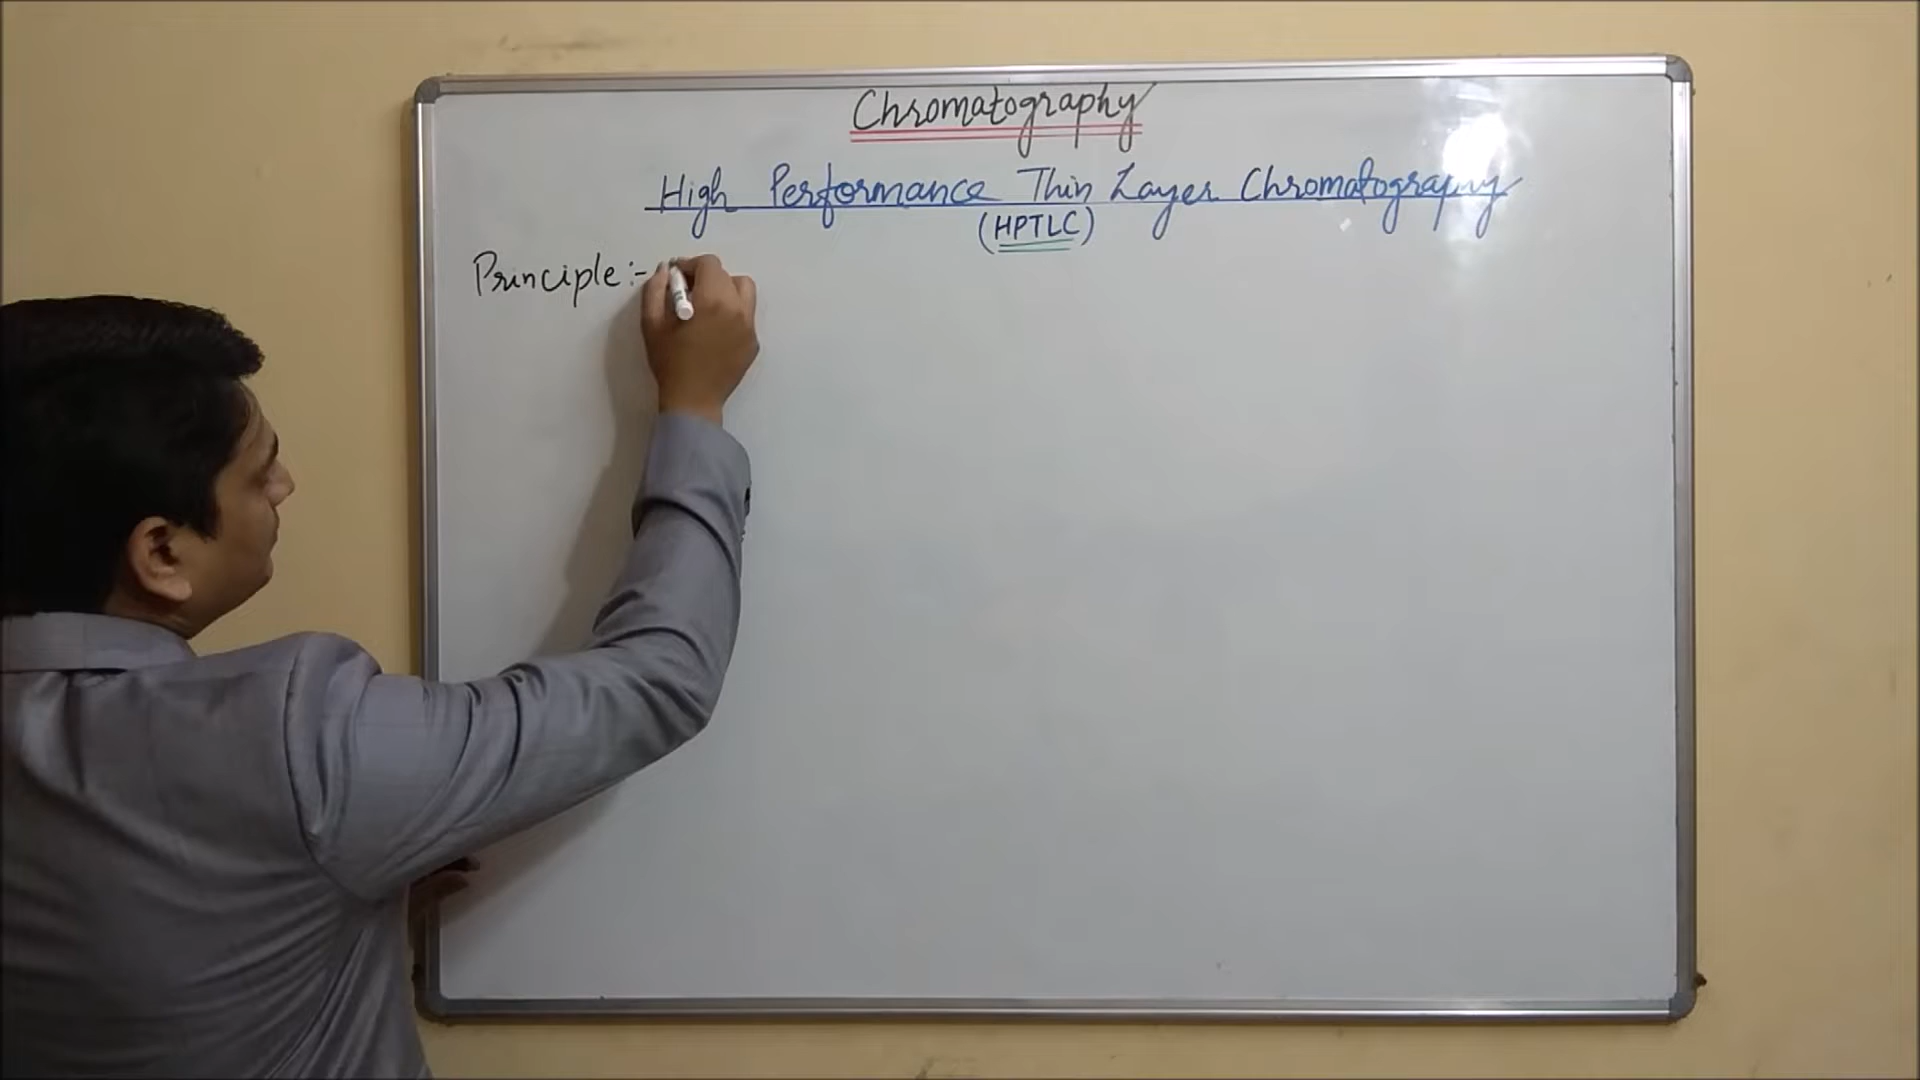 Chromatography
High Performance Thin Layer Chromatography
(HPTLC)
Principle:-